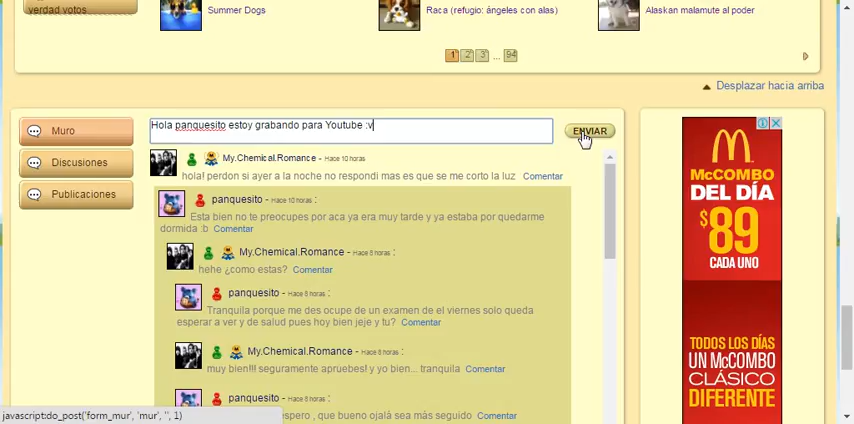 verdad votos
Summer Dogs
Raca (refugio: ángeles con alas)
Alaskan malamute al poder
1 2 3 ... 94
Desplazar hacia arriba
Muro
Discusiones
Publicaciones
Hola panquesito estoy grabando para Youtube :v
ENVIAR
My.Chemical.Romance - Hace 10 horas
hola! perdon si ayer a la noche no respondi mas es que se me corto la luz Comentar
panquesito - Hace 10 horas :
Esta bien no te preocupes por aca ya era muy tarde y ya estaba por quedarme
dormida :b Comentar
My.Chemical.Romance - Hace 8 horas :
hehe ¿como estas? Comentar
panquesito - Hace 8 horas :
Tranquila porque me des ocupe de un examen de el viernes solo queda
esperar a ver y de salud pues hoy bien jeje y tu? Comentar
My.Chemical.Romance - Hace 8 horas :
muy bien!!! seguramente apruebes! y yo bien... tranquila Comentar
panquesito - Hace 8 horas :
espero , que bueno ojalá sea más seguido Comentar
McCOMBO
DEL DÍA
$89
CADA UNO
TODOS LOS DÍAS
UN McCOMBO
CLÁSICO
DIFERENTE
javascript:do_post('form_mur', 'mur', '', 1)